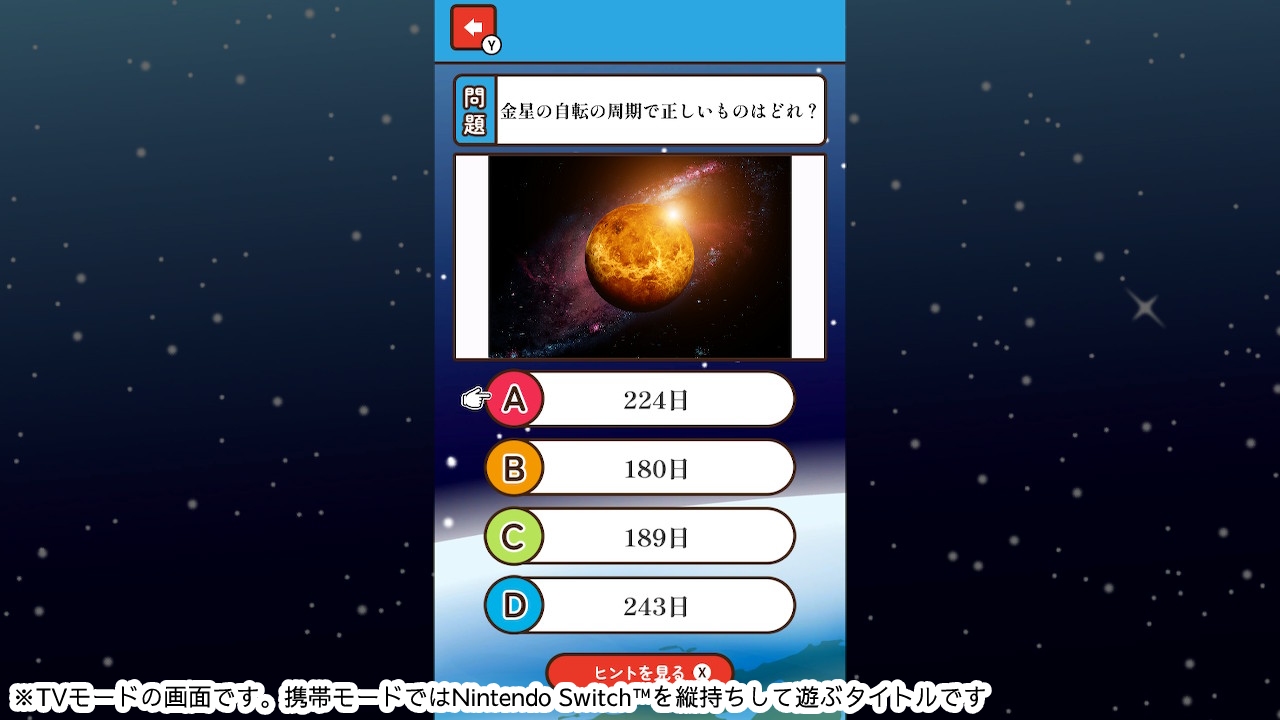 Y
問題
金星の自転の周期で正しいものはどれ？
A 224日
B 180日
C 189日
D 243日
ヒントを見る X
※TVモードの画面です。携帯モードではNintendo Switch™を縦持ちして遊ぶタイトルです